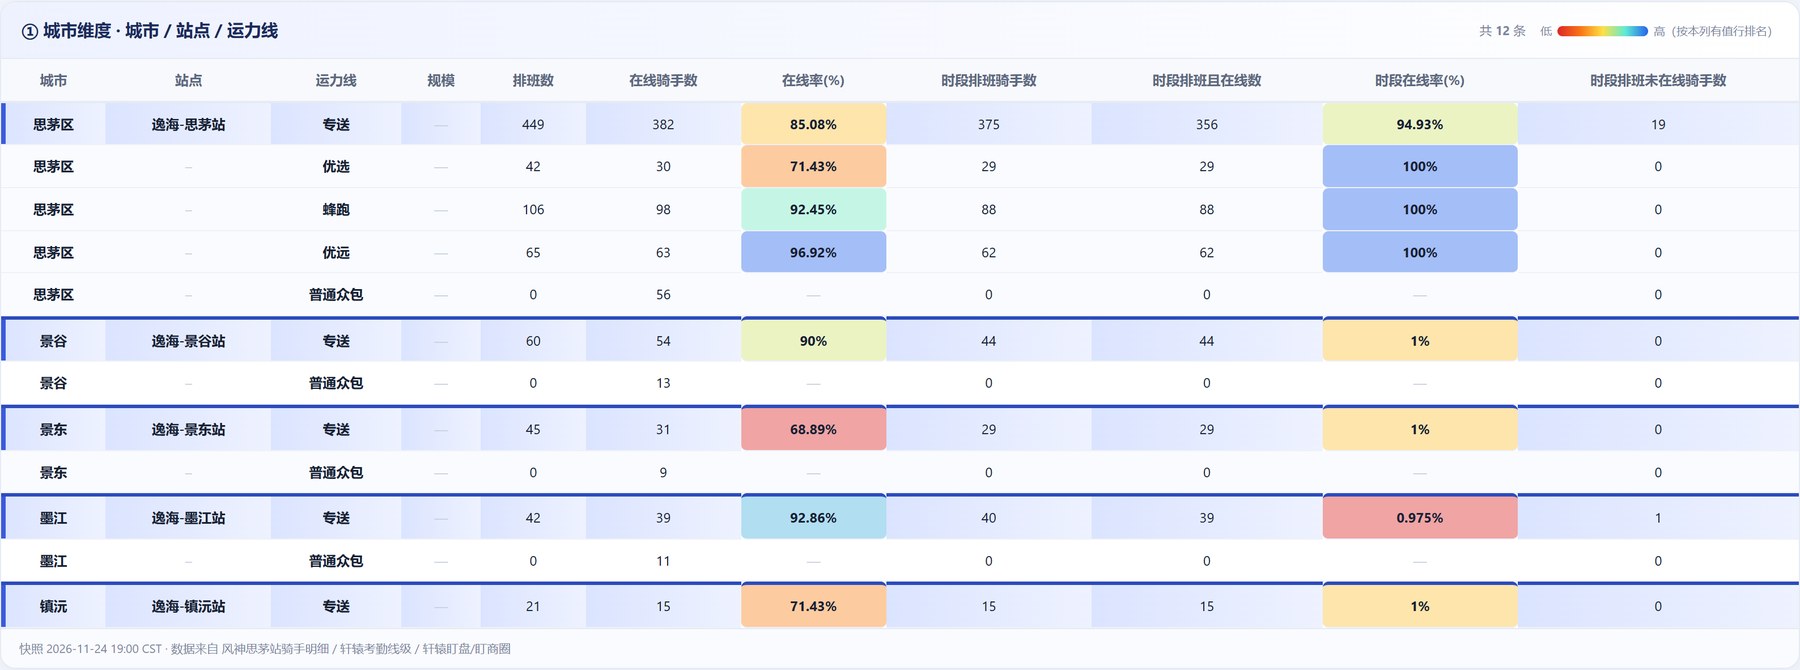 ① 城市维度 · 城市 / 站点 / 运力线 共 12 条 低 高 (按本列有值行排名)
城市 站点 运力线 规模 排班数 在线骑手数 在线率(%) 时段排班骑手数 时段排班且在线数 时段在线率(%) 时段排班未在线骑手数
思茅区 逸海-思茅站 专送 — 449 382 85.08% 375 356 94.93% 19
思茅区 – 优选 — 42 30 71.43% 29 29 100% 0
思茅区 – 蜂跑 — 106 98 92.45% 88 88 100% 0
思茅区 – 优远 — 65 63 96.92% 62 62 100% 0
思茅区 – 普通众包 — 0 56 — 0 0 — 0
景谷 逸海-景谷站 专送 — 60 54 90% 44 44 1% 0
景谷 – 普通众包 — 0 13 — 0 0 — 0
景东 逸海-景东站 专送 — 45 31 68.89% 29 29 1% 0
景东 – 普通众包 — 0 9 — 0 0 — 0
墨江 逸海-墨江站 专送 — 42 39 92.86% 40 39 0.975% 1
墨江 – 普通众包 — 0 11 — 0 0 — 0
镇沅 逸海-镇沅站 专送 — 21 15 71.43% 15 15 1% 0
快照 2026-11-24 19:00 CST · 数据来自 风神思茅站骑手明细 / 轩辕考勤线级 / 轩辕盯盘/盯商圈